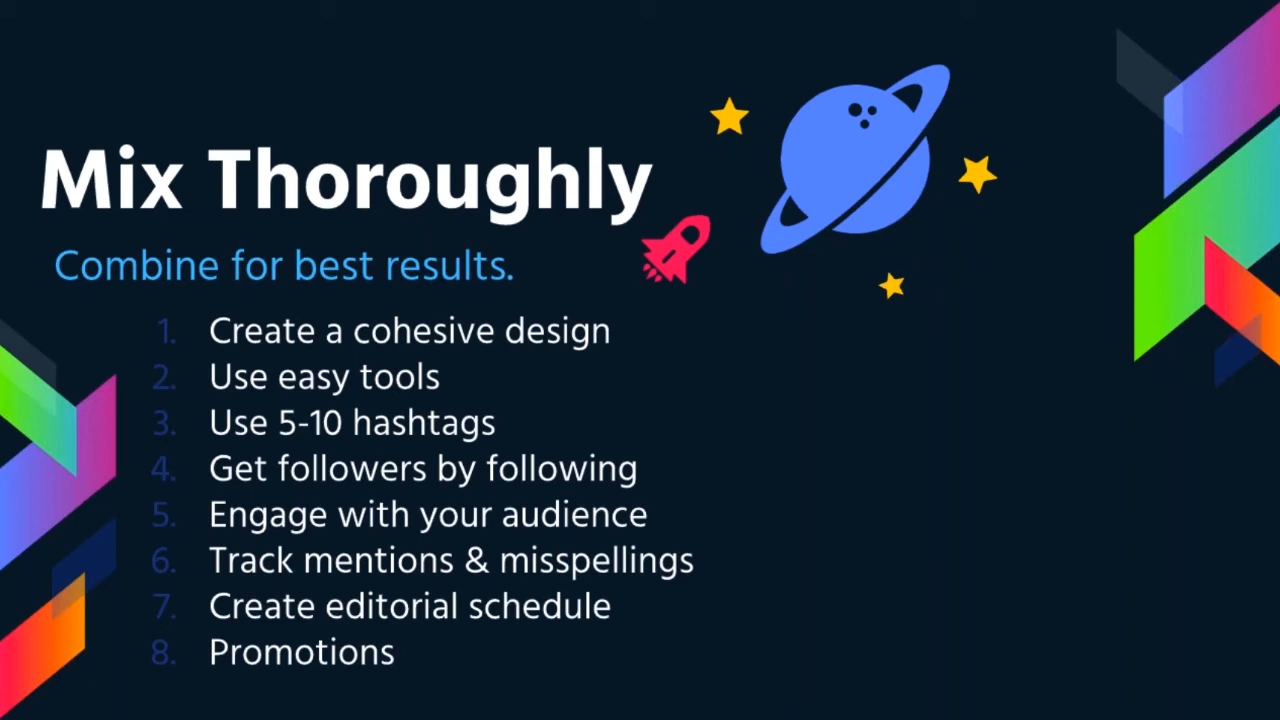 Mix Thoroughly
Combine for best results.
1. Create a cohesive design
2. Use easy tools
3. Use 5-10 hashtags
4. Get followers by following
5. Engage with your audience
6. Track mentions & misspellings
7. Create editorial schedule
8. Promotions